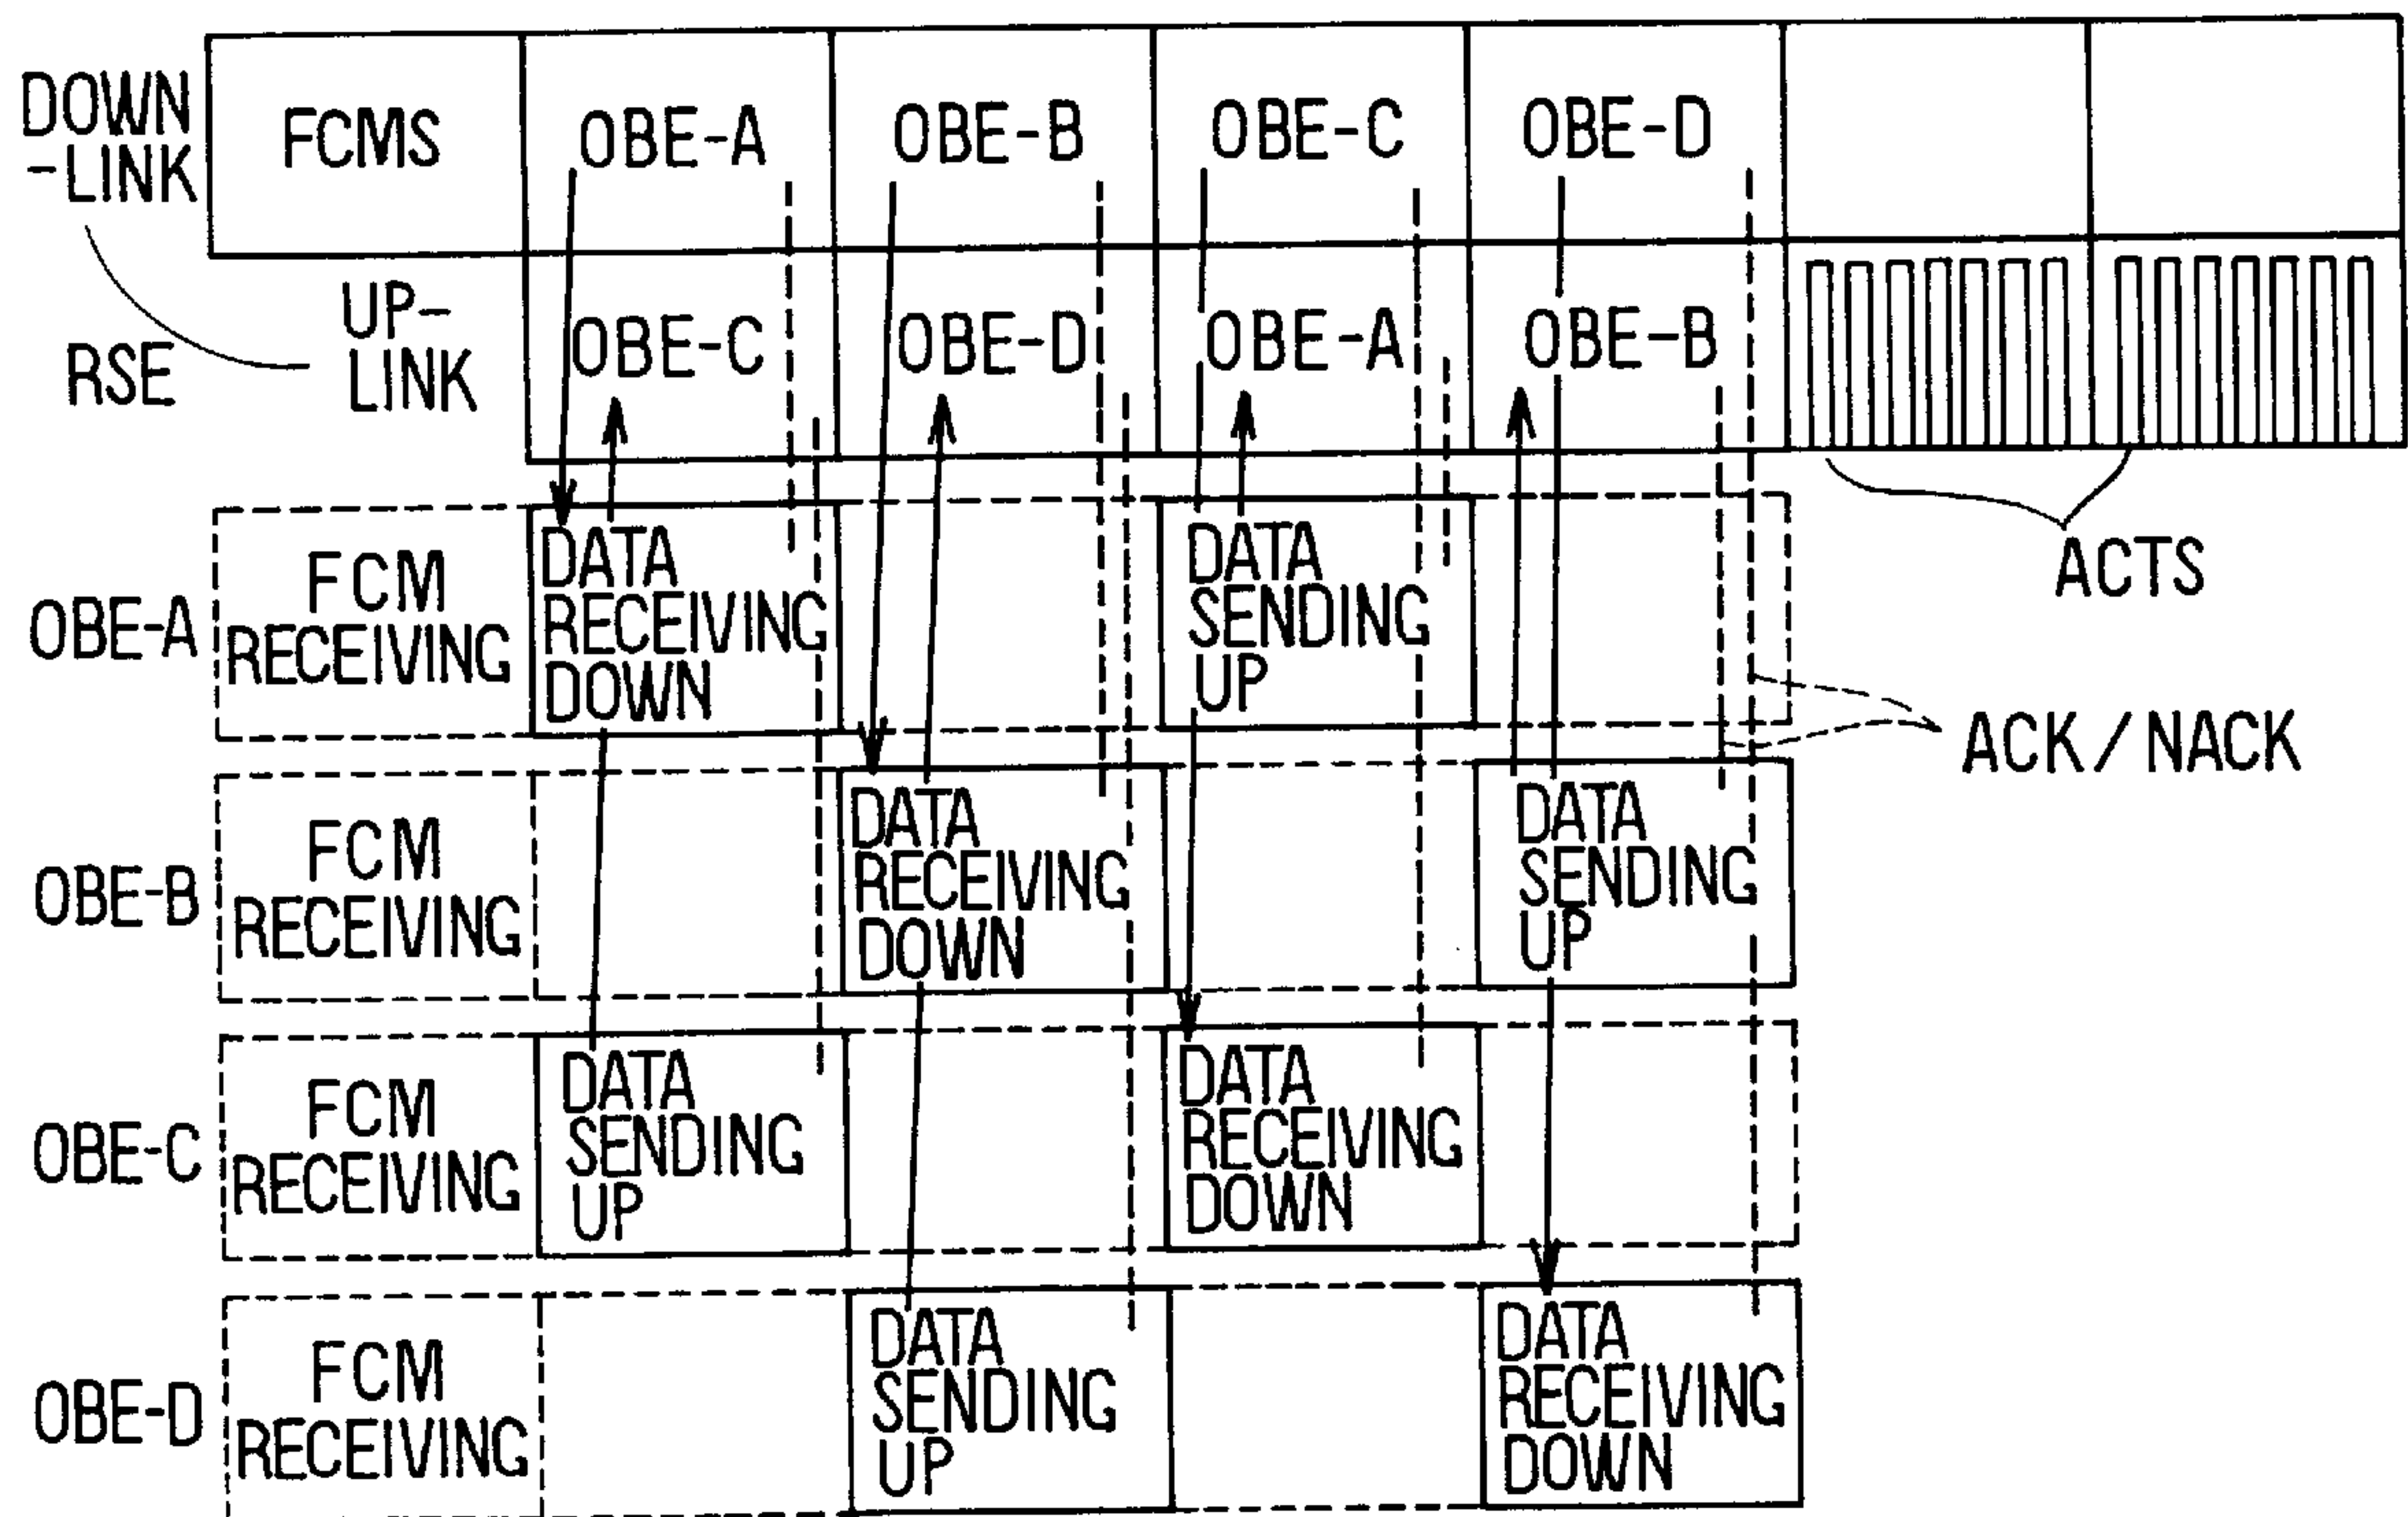 DOWN
-LINK
FCMS
OBE-A
OBE-B
OBE-C
OBE-D
RSE
UP-
LINK
OBE-C
OBE-D
OBE-A
OBE-B
ACTS
OBE-A
FCM
RECEIVING
DATA
RECEIVING
DOWN
DATA
SENDING
UP
ACK/NACK
OBE-B
FCM
RECEIVING
DATA
RECEIVING
DOWN
DATA
SENDING
UP
OBE-C
FCM
RECEIVING
DATA
SENDING
UP
DATA
RECEIVING
DOWN
OBE-D
FCM
RECEIVING
DATA
SENDING
UP
DATA
RECEIVING
DOWN